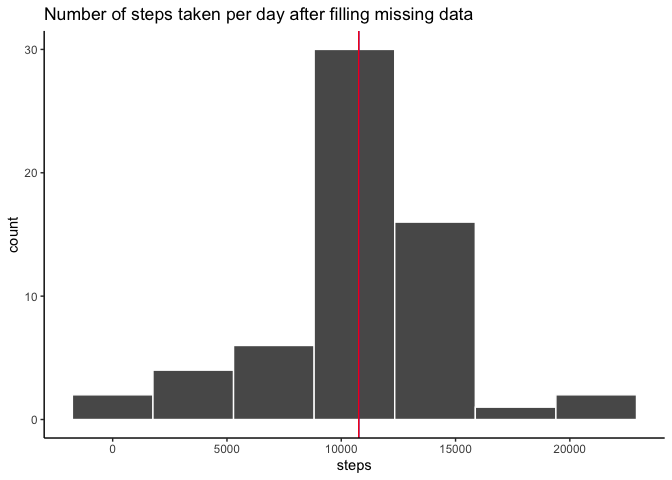 Number of steps taken per day after filling missing data
30
20
10
0
count
0 5000 10000 15000 20000
steps